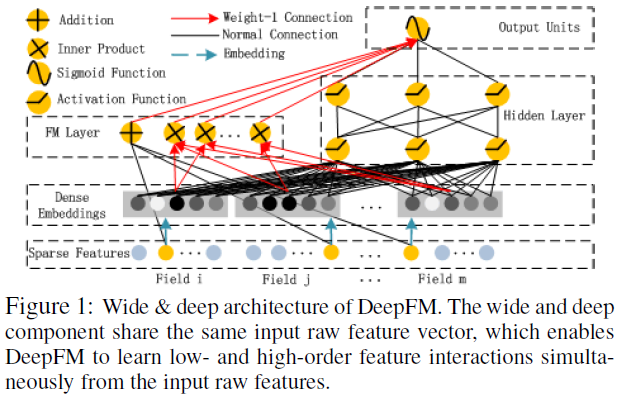 Addition
Weight-1 Connection
Output Units
Inner Product
Normal Connection
Sigmoid Function
Embedding
Activation Function
Hidden Layer
FM Layer
. . .
Dense
Embeddings
...
Sparse Features
...
...
...
...
Field i
Field j
...
Field m
Figure 1: Wide & deep architecture of DeepFM. The wide and deep
component share the same input raw feature vector, which enables
DeepFM to learn low- and high-order feature interactions simulta-
neously from the input raw features.